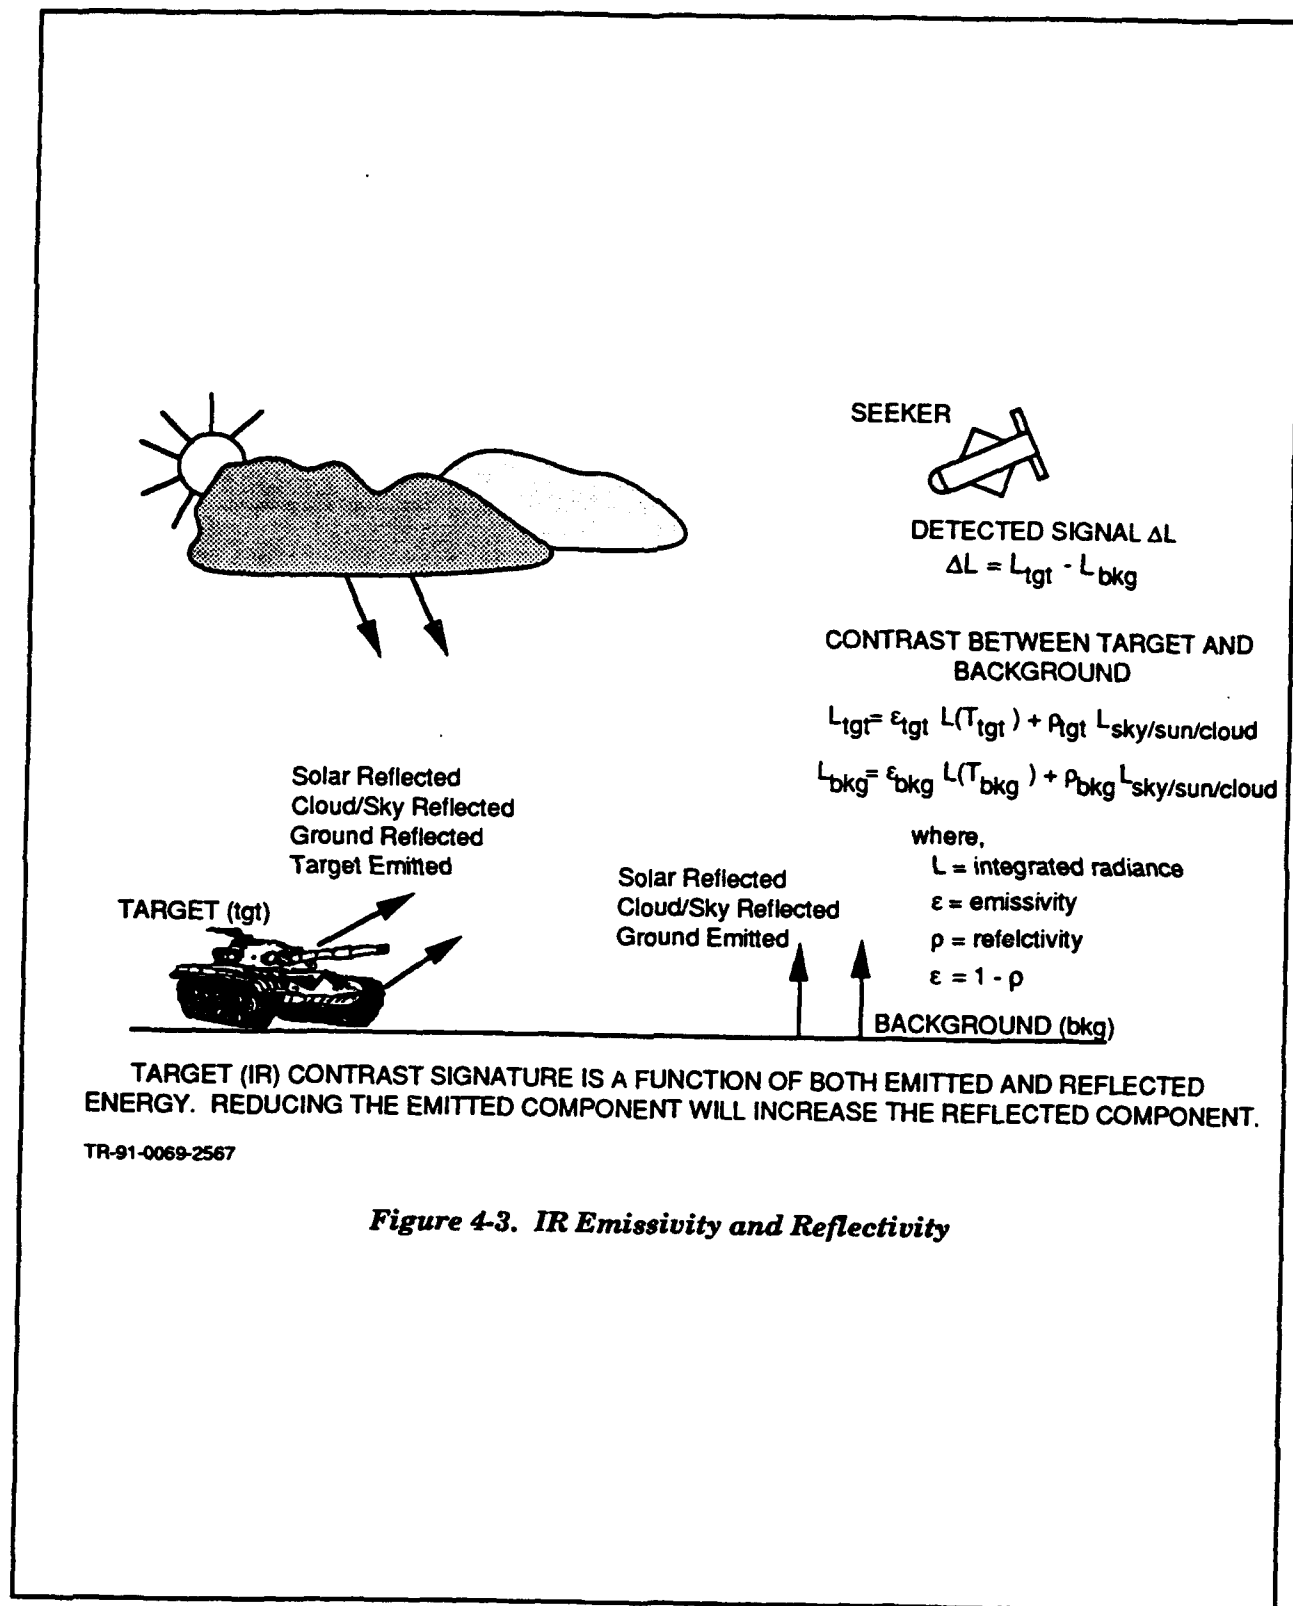 SEEKER
DETECTED SIGNAL ΔL
ΔL = Ltgt - Lbkg
CONTRAST BETWEEN TARGET AND
BACKGROUND
Ltgt= εtgt L(Ttgt ) + ρtgt Lsky/sun/cloud
Lbkg= εbkg L(Tbkg ) + ρbkg Lsky/sun/cloud
where,
L = integrated radiance
ε = emissivity
ρ = refelctivity
ε = 1 - ρ
Solar Reflected
Cloud/Sky Reflected
Ground Reflected
Target Emitted
TARGET (tgt)
Solar Reflected
Cloud/Sky Reflected
Ground Emitted
BACKGROUND (bkg)
TARGET (IR) CONTRAST SIGNATURE IS A FUNCTION OF BOTH EMITTED AND REFLECTED
ENERGY. REDUCING THE EMITTED COMPONENT WILL INCREASE THE REFLECTED COMPONENT.
TR-91-0069-2567
Figure 4-3. IR Emissivity and Reflectivity